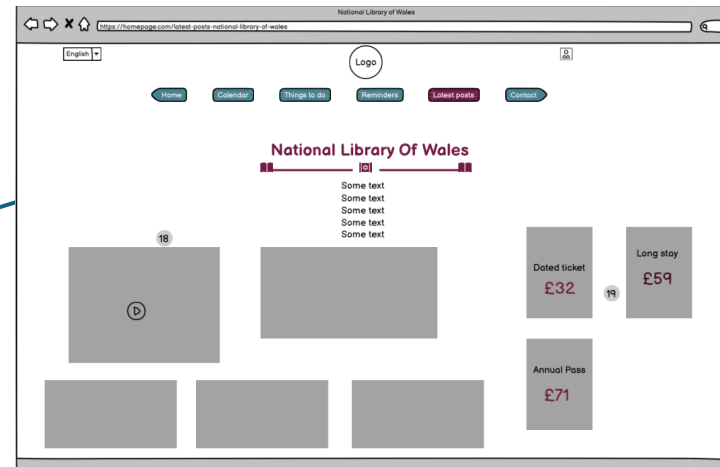 National Library of Wales
https://homepage.com/latest-posts-national-library-of-wales
English
Logo
Home
Calendar
Things to do
Reminders
Latest posts
Contact
National Library Of Wales
Some text
Some text
Some text
Some text
Some text
18
Dated ticket
£32
19
Long stay
£59
Annual Pass
£71